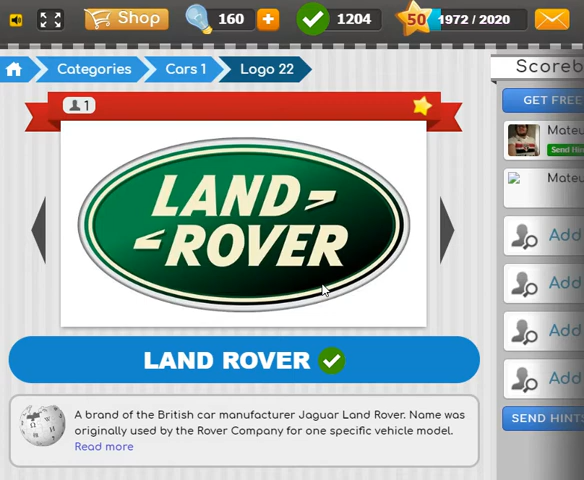 Shop
160
1204
50
1972 / 2020
Categories
Cars 1
Logo 22
Scoreb
1
GET FREE
Mateu
Send Hin
Mateu
LAND
ROVER
Add
Add
Add
Add
LAND ROVER
SEND HINTS
A brand of the British car manufacturer Jaguar Land Rover. Name was
originally used by the Rover Company for one specific vehicle model.
Read more